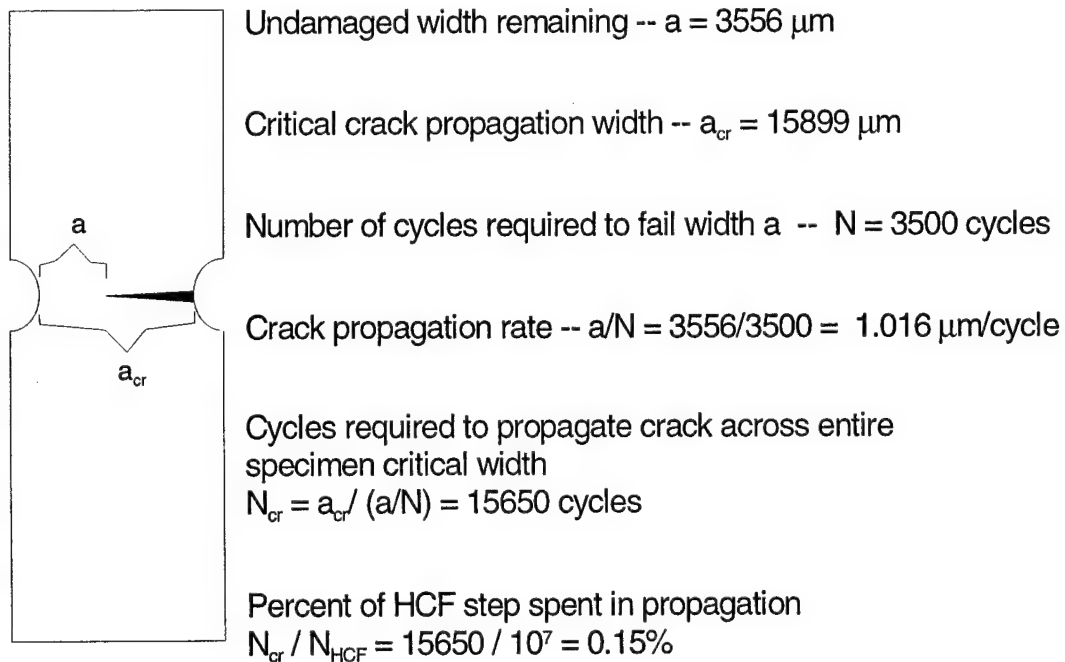 Undamaged width remaining -- a = 3556 μm
Critical crack propagation width -- a_cr = 15899 μm
a
Number of cycles required to fail width a -- N = 3500 cycles
Crack propagation rate -- a/N = 3556/3500 = 1.016 μm/cycle
a_cr
Cycles required to propagate crack across entire
specimen critical width
N_cr = a_cr/ (a/N) = 15650 cycles
Percent of HCF step spent in propagation
N_cr / N_HCF = 15650 / 10⁷ = 0.15%